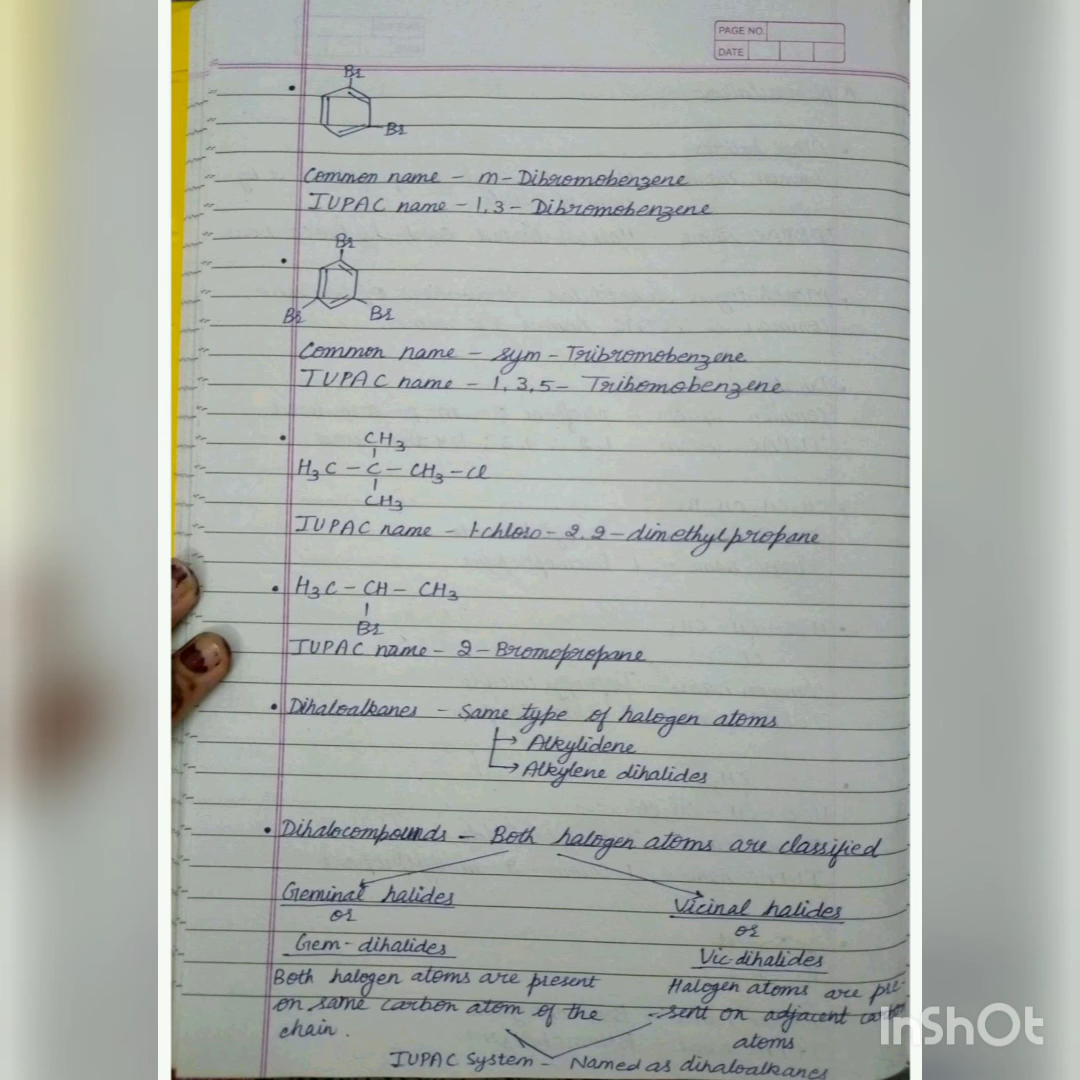 PAGE NO.
DATE
Br
Br
Common name - m-Dibromobenzene
IUPAC name - 1,3 - Dibromobenzene
Br
Br Br
Common name - sym - Tribromobenzene
IUPAC name - 1,3,5 - Tribomobenzene
CH3
H3C - C - CH3 - Cl
CH3
IUPAC name - 1-chloro - 2,2 - dimethylpropane
H3C - CH - CH3
Br
IUPAC name - 2 - Bromopropane
• Dihaloalkanes - Same type of halogen atoms
→ Alkylidene
→ Alkylene dihalides
• Dihalocompounds - Both halogen atoms are classified
Geminal halides
or
Gem-dihalides
Both halogen atoms are present
on same carbon atom of the
chain.
Vicinal halides
or
Vic-dihalides
Halogen atoms are pre-
-sent on adjacent carbon
atoms
IUPAC System - Named as dihaloalkanes
InShOt